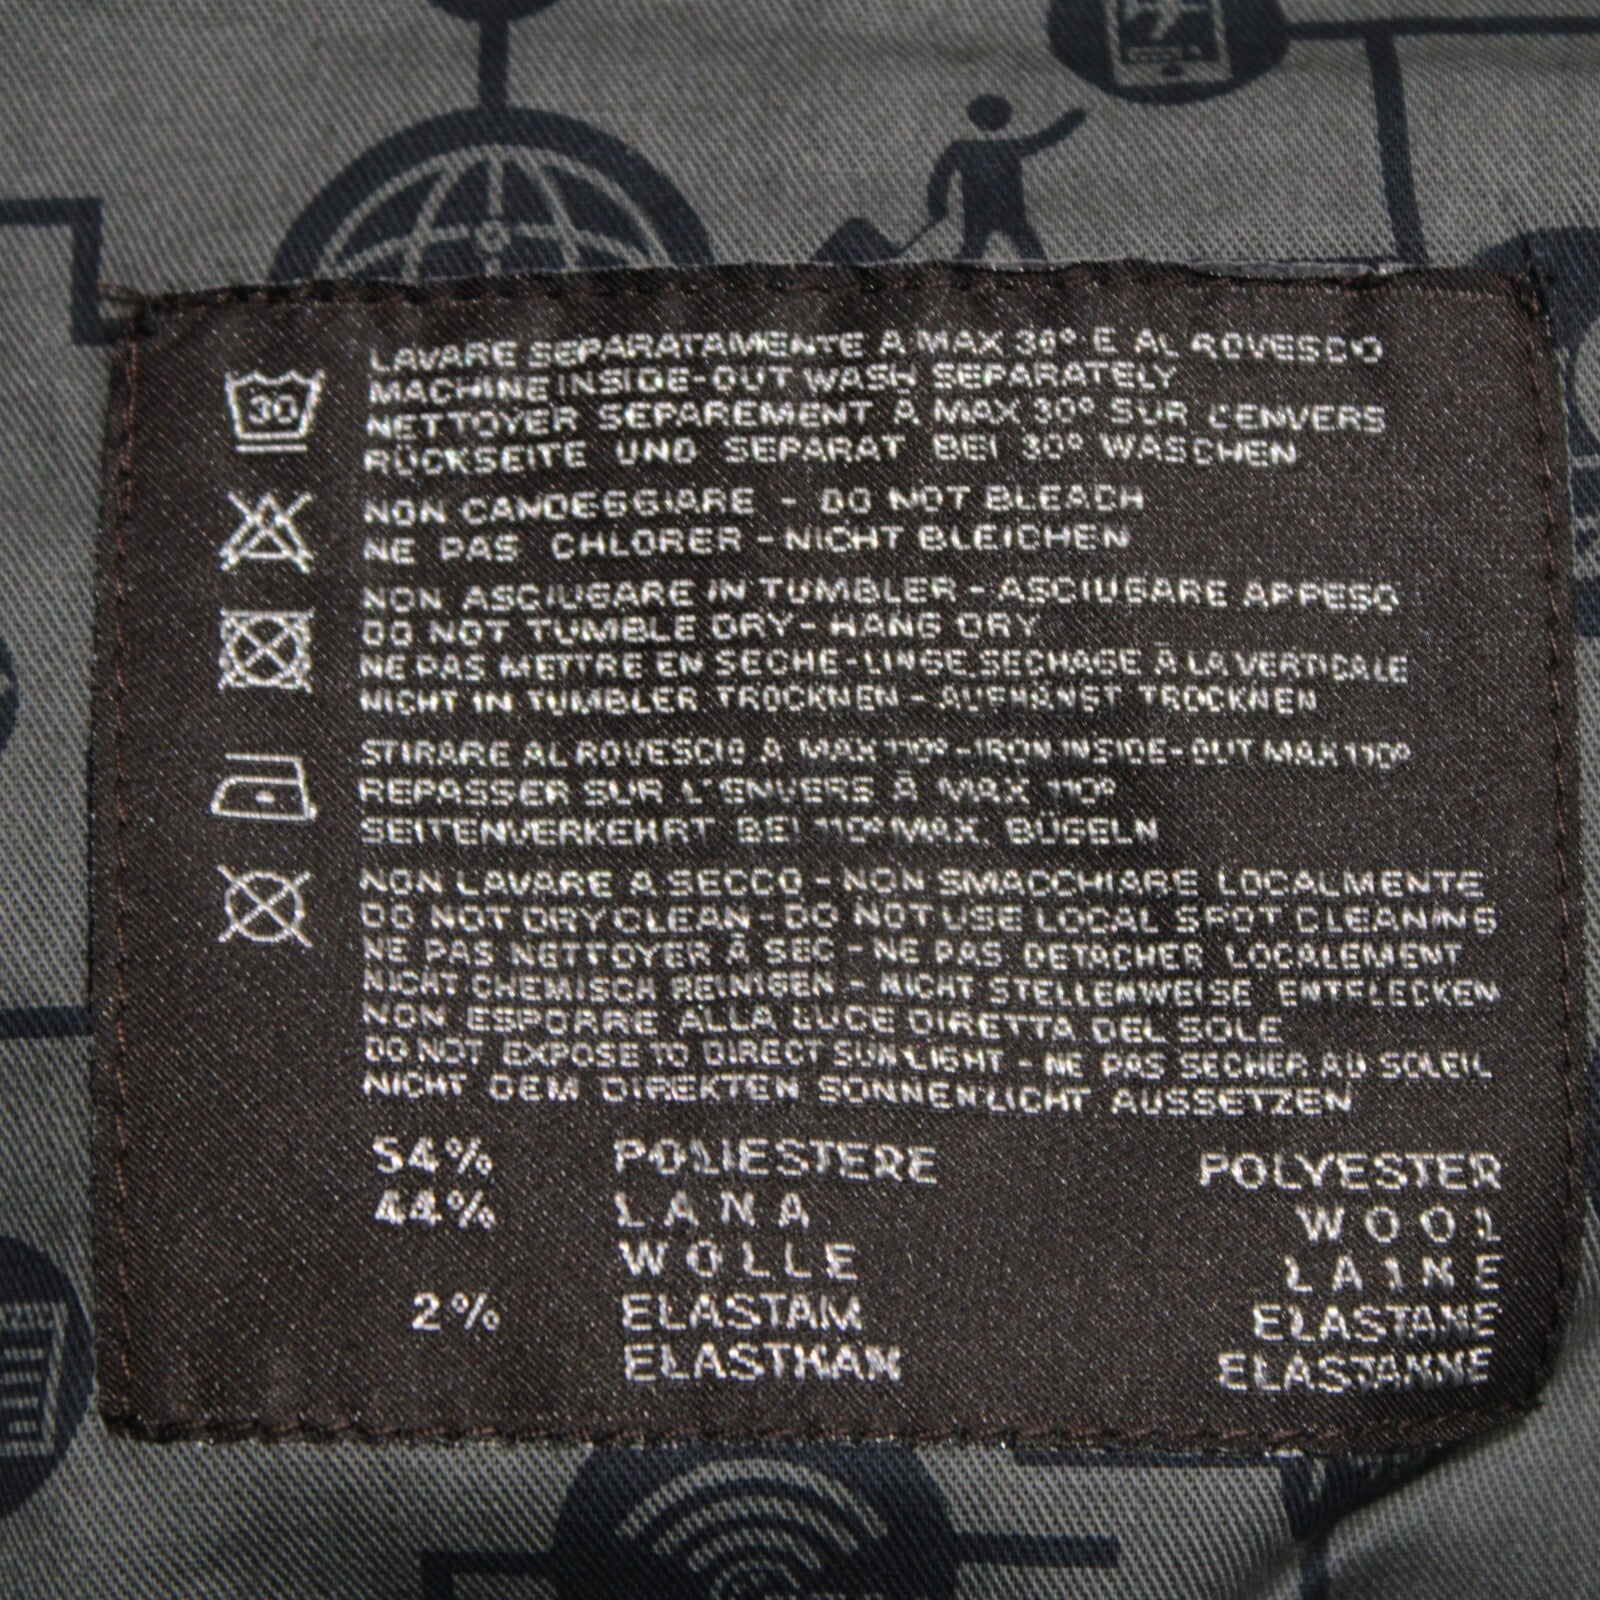 30
LAVARE SEPARATAMENTE A MAX 30° E AL ROVESCIO
MACHINE INSIDE-OUT WASH SEPARATELY
NETTOYER SEPAREMENT A MAX 30° SUR L'ENVERS
RÜCKSEITE UND SEPARAT BEI 30° WASCHEN
NON CANDEGGIARE - DO NOT BLEACH
NE PAS CHLORER - NICHT BLEICHEN
NON ASCIUGARE IN TUMBLER - ASCIUGARE APPESO
DO NOT TUMBLE DRY - HANG DRY
NE PAS METTRE EN SECHE-LINGE SECHAGE À LA VERTICALE
NICHT IN TUMBLER TROCKNEN - AUFHÄNGT TROCKNEN
STIRARE AL ROVESCIO A MAX 110° - IRON INSIDE-OUT MAX 110°
REPASSER SUR L'ENVERS À MAX 110°
SEITENVERKEHRT BEI 110° MAX. BÜGELN
NON LAVARE A SECCO - NON SMACCHIARE LOCALMENTE
DO NOT DRY CLEAN - DO NOT USE LOCAL SPOT CLEANING
NE PAS NETTOYER À SEC - NE PAS DETACHER LOCALEMENT
NICHT CHEMISCH REINIGEN - NICHT STELLENWEISE ENTFLECKEN
NON ESPORRE ALLA LUCE DIRETTA DEL SOLE
DO NOT EXPOSE TO DIRECT SUN LIGHT - NE PAS SECHER AU SOLEIL
NICHT DEM DIREKTEN SONNENLICHT AUSSETZEN
54% POLIESTERE POLYESTER
44% LANA WOOL
WOLLE LAINE
2% ELASTAM ELASTANE
ELASTHAN ELASTANNE